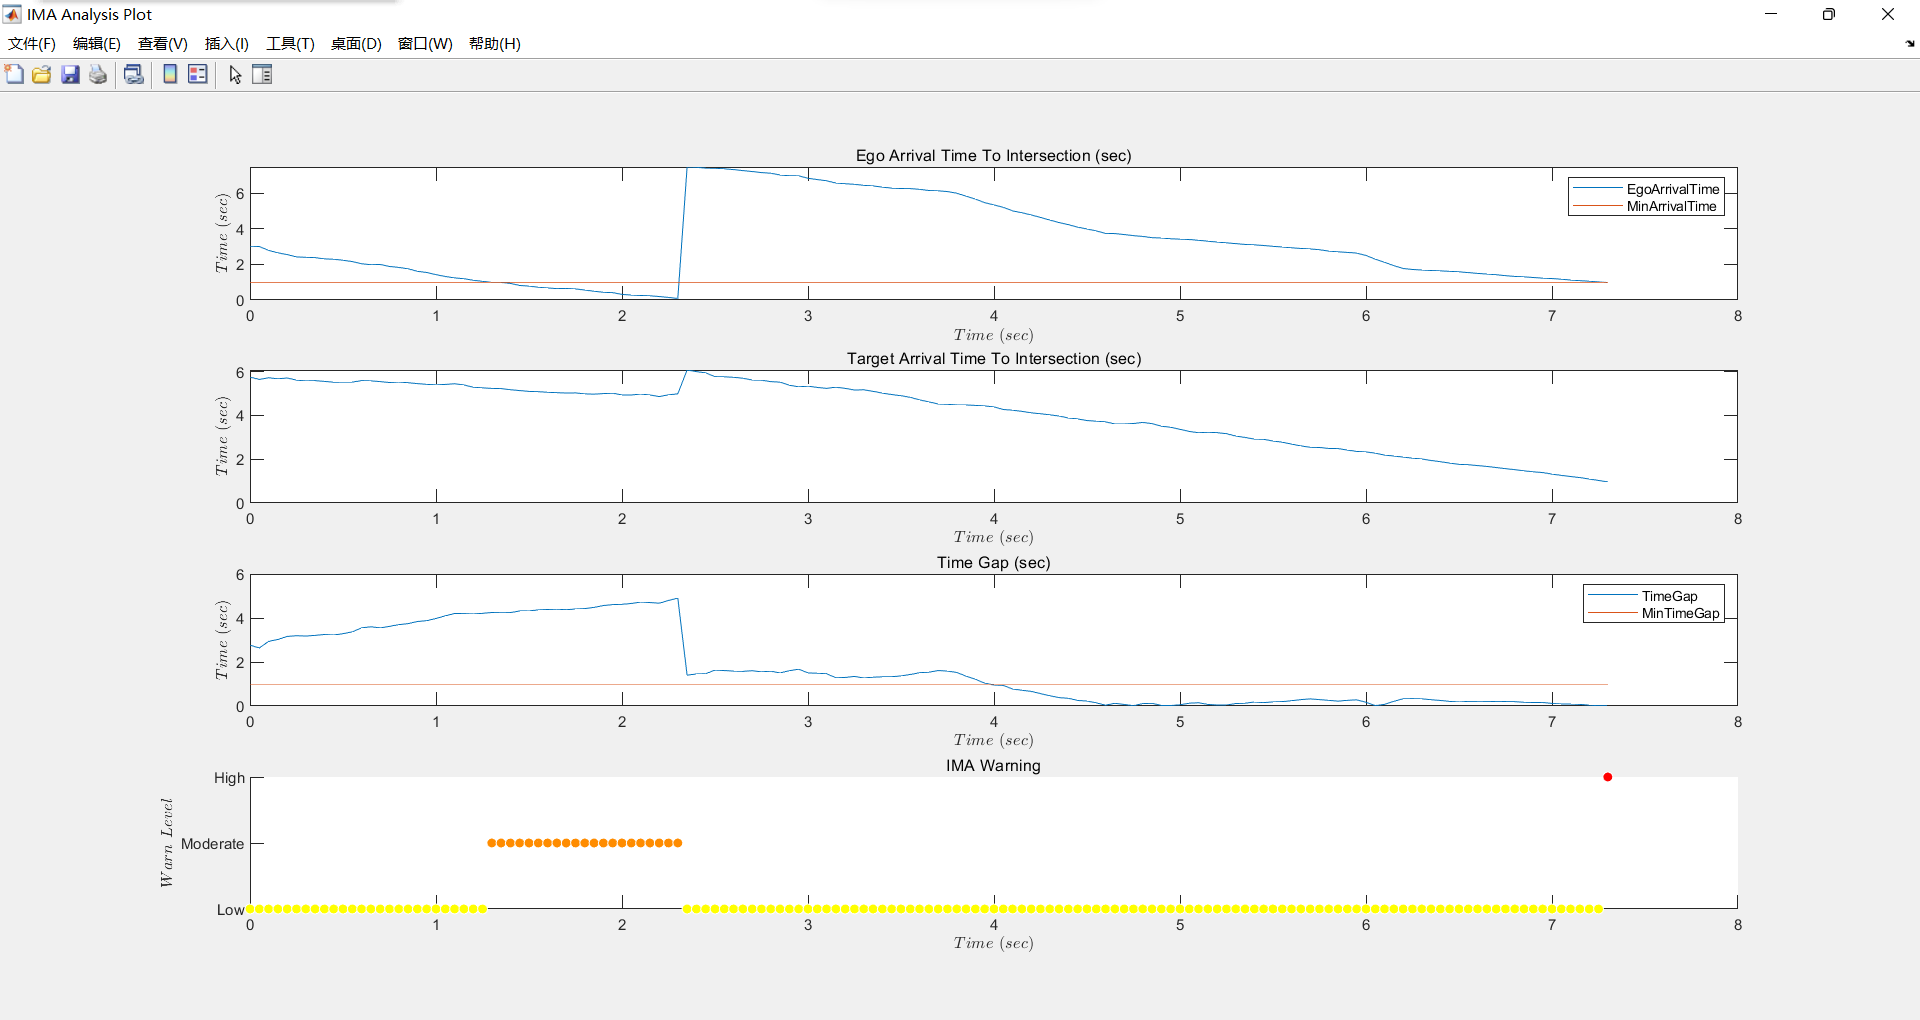 IMA Analysis Plot
文件(F) 编辑(E) 查看(V) 插入(I) 工具(T) 桌面(D) 窗口(W) 帮助(H)
Ego Arrival Time To Intersection (sec)
Time (sec)
6
4
2
0
EgoArrivalTime
MinArrivalTime
0 1 2 3 4 5 6 7 8
Time (sec)
Target Arrival Time To Intersection (sec)
Time (sec)
6
4
2
0
0 1 2 3 4 5 6 7 8
Time (sec)
Time Gap (sec)
Time (sec)
6
4
2
0
TimeGap
MinTimeGap
0 1 2 3 4 5 6 7 8
Time (sec)
IMA Warning
Warn Level
High
Moderate
Low
0 1 2 3 4 5 6 7 8
Time (sec)